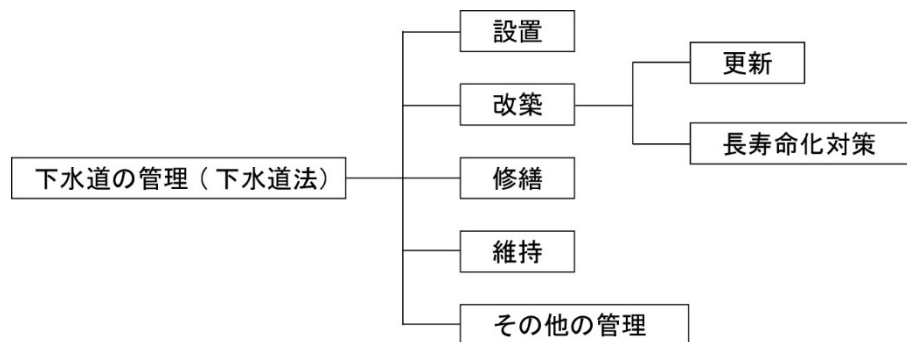 設置
更新
改築
長寿命化対策
下水道の管理（下水道法）
修繕
維持
その他の管理